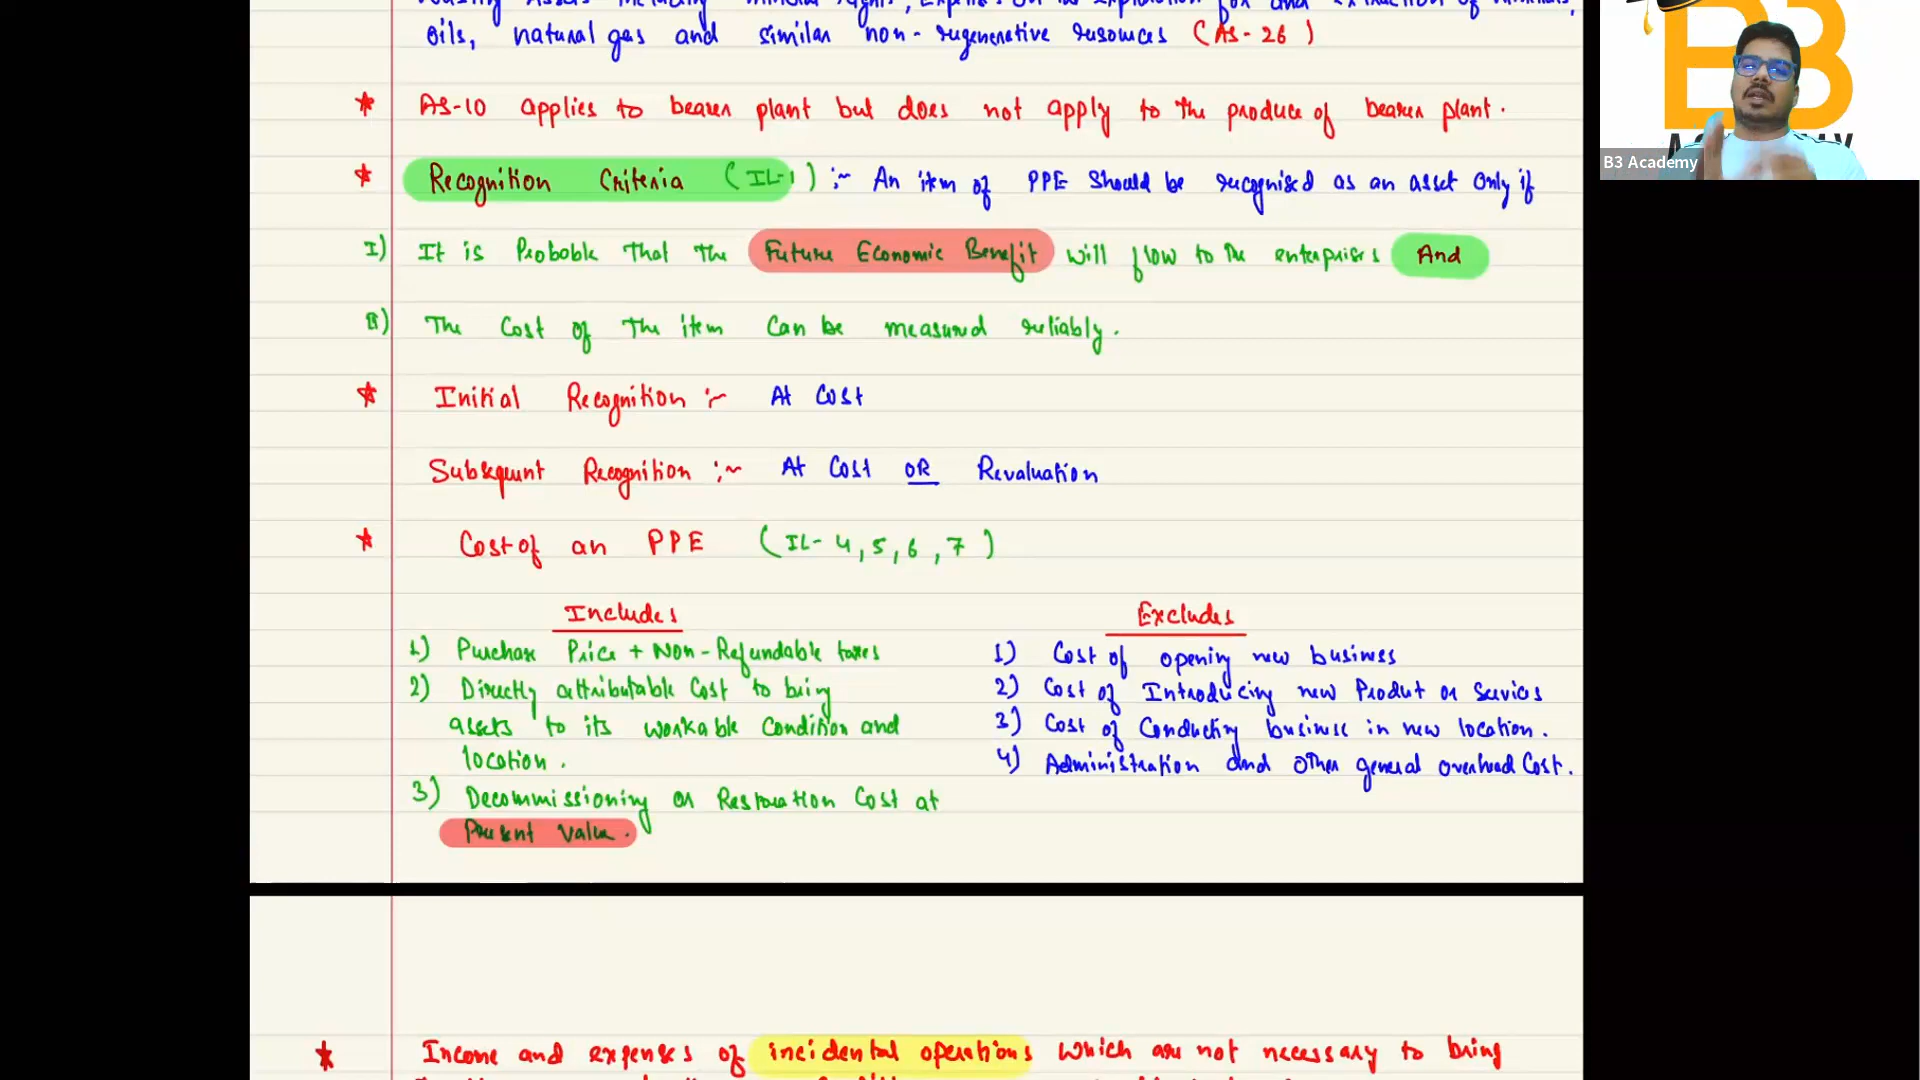 oils, natural gas and similar non-regenerative resources (AS-26)
★ AS-10 applies to bearer plant but does not apply to the produce of bearer plant.
★ Recognition Criteria (IL-1) :- An item of PPE should be recognised as an asset only if
I) It is Probable that the Future Economic Benefit will flow to the enterprises And
II) The Cost of the item Can be measured reliably.
★ Initial Recognition :- At Cost
Subsequent Recognition :- At Cost OR Revaluation
★ Cost of an PPE (IL- 4, 5, 6, 7)
Includes
1) Purchase Price + Non-Refundable taxes
2) Directly attributable Cost to bring
assets to its workable Condition and
location.
3) Decommissioning or Restoration Cost at
Present Value.
Excludes
1) Cost of opening new business
2) Cost of Introducing new Product or Services
3) Cost of Conducting business in new location.
4) Administration and other general overhead Cost.
★ Income and expenses of incidental operations which are not necessary to bring
B3
B3 Academy